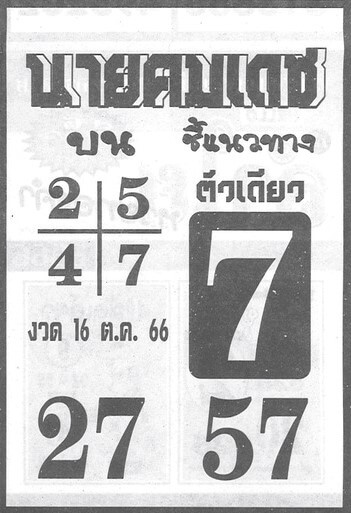 นายคมเดช
บน
ชี้แนวทาง
ตัวเดียว
2 5
4 7
7
งวด 16 ต.ค. 66
27
57